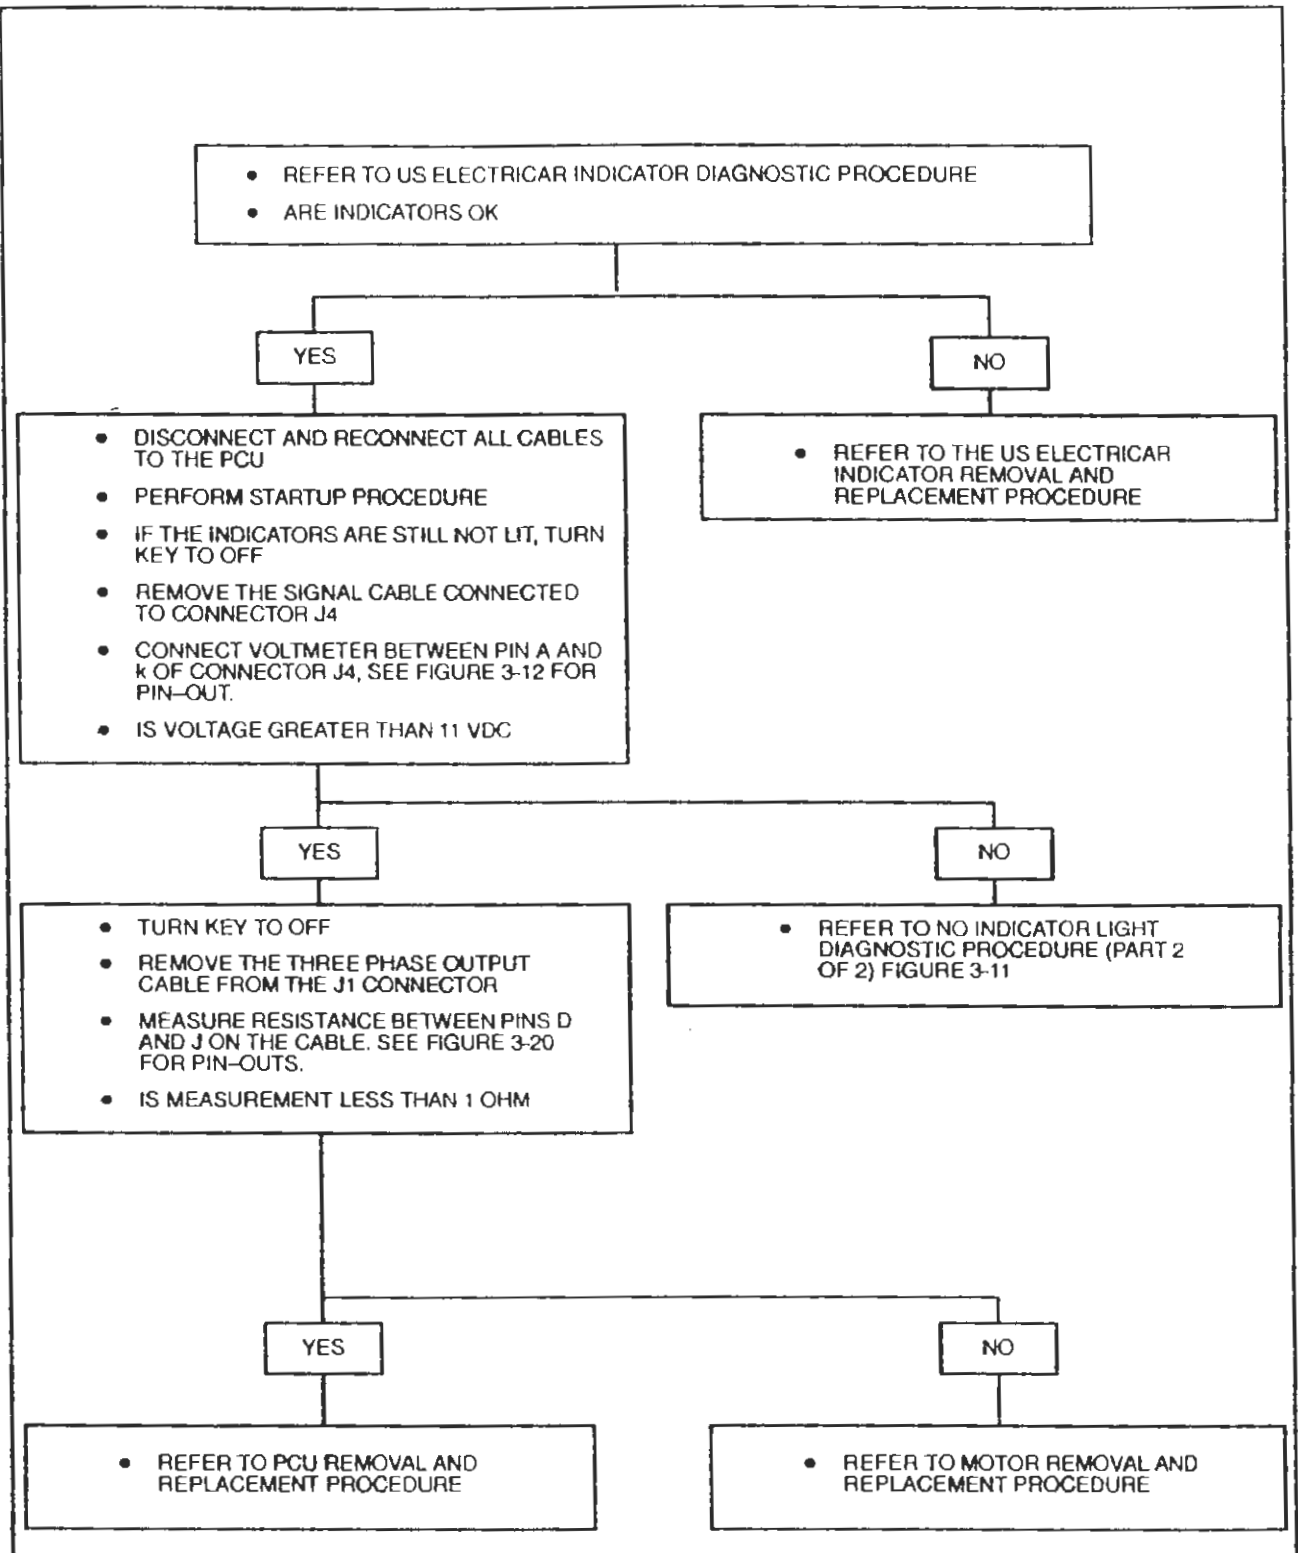 • REFER TO US ELECTRICAR INDICATOR DIAGNOSTIC PROCEDURE
• ARE INDICATORS OK
YES
NO
• DISCONNECT AND RECONNECT ALL CABLES
TO THE PCU
• PERFORM STARTUP PROCEDURE
• IF THE INDICATORS ARE STILL NOT LIT, TURN
KEY TO OFF
• REMOVE THE SIGNAL CABLE CONNECTED
TO CONNECTOR J4
• CONNECT VOLTMETER BETWEEN PIN A AND
k OF CONNECTOR J4, SEE FIGURE 3-12 FOR
PIN–OUT.
• IS VOLTAGE GREATER THAN 11 VDC
• REFER TO THE US ELECTRICAR
INDICATOR REMOVAL AND
REPLACEMENT PROCEDURE
YES
NO
• TURN KEY TO OFF
• REMOVE THE THREE PHASE OUTPUT
CABLE FROM THE J1 CONNECTOR
• MEASURE RESISTANCE BETWEEN PINS D
AND J ON THE CABLE. SEE FIGURE 3-20
FOR PIN–OUTS.
• IS MEASUREMENT LESS THAN 1 OHM
• REFER TO NO INDICATOR LIGHT
DIAGNOSTIC PROCEDURE (PART 2
OF 2) FIGURE 3-11
YES
NO
• REFER TO PCU REMOVAL AND
REPLACEMENT PROCEDURE
• REFER TO MOTOR REMOVAL AND
REPLACEMENT PROCEDURE